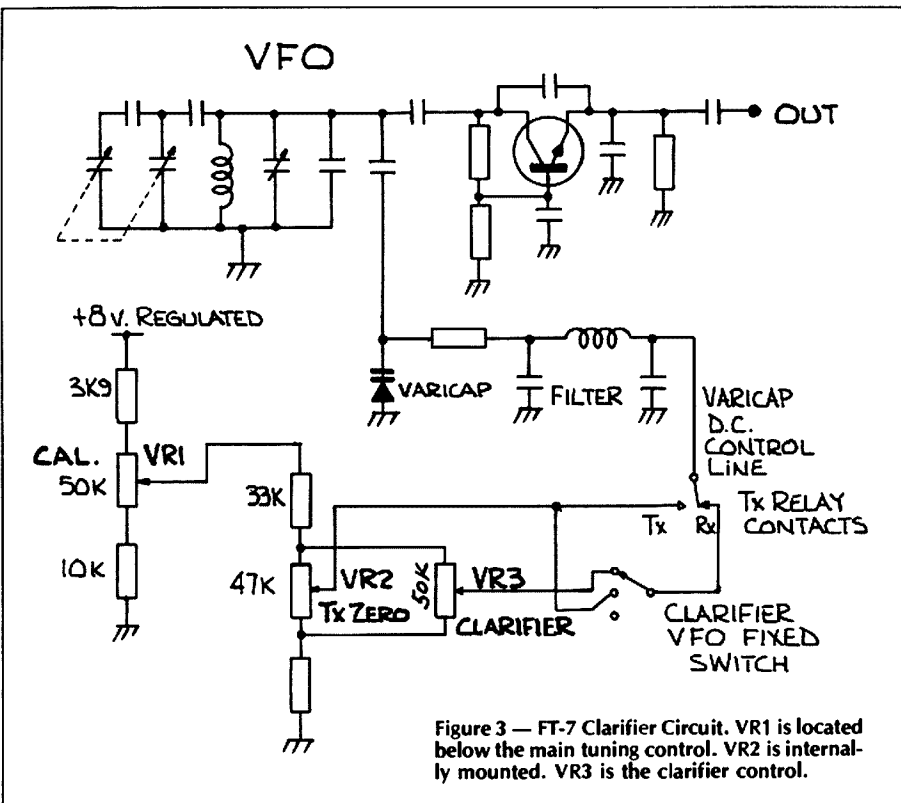 VFO
OUT
+8V. REGULATED
3K9
CAL.
50K
VR1
10K
33K
47K
VR2
TX ZERO
50K
VR3
CLARIFIER
VARICAP
FILTER
VARICAP
D.C.
CONTROL
LINE
Tx
Rx
Tx RELAY
CONTACTS
CLARIFIER
VFO FIXED
SWITCH
Figure 3 — FT-7 Clarifier Circuit. VR1 is located
below the main tuning control. VR2 is internal-
ly mounted. VR3 is the clarifier control.